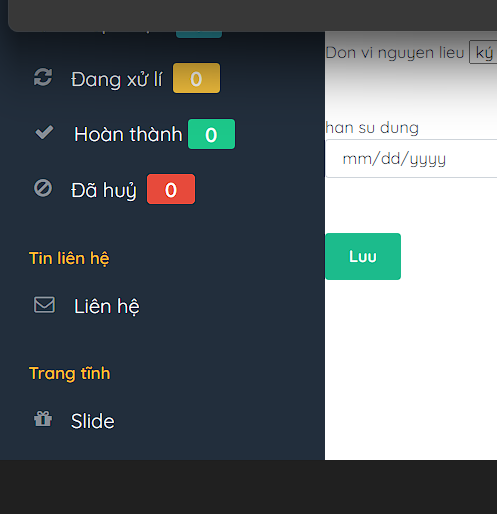 Don vi nguyen lieu ký
Đang xử lí 0
han su dung
Hoàn thành 0
mm/dd/yyyy
Đã huỷ 0
Luu
Tin liên hệ
Liên hệ
Trang tĩnh
Slide